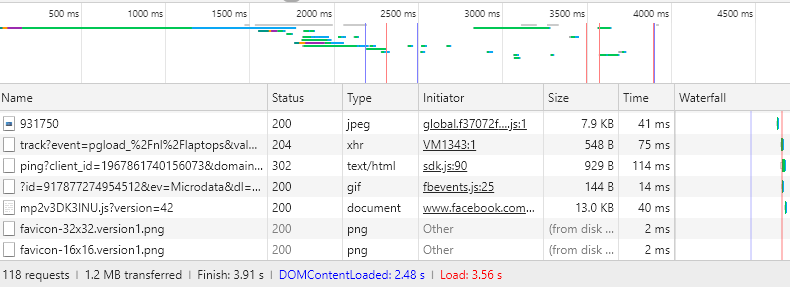 500 ms 1000 ms 1500 ms 2000 ms 2500 ms 3000 ms 3500 ms 4000 ms 4500 ms
Name Status Type Initiator Size Time Waterfall
931750 200 jpeg global.f37072f....js:1 7.9 KB 41 ms
track?event=pgload_%2Fnl%2Flaptops&val... 204 xhr VM1343:1 548 B 75 ms
ping?client_id=1967861740156073&domain... 302 text/html sdk.js:90 929 B 114 ms
?id=917877274954512&ev=Microdata&dl=... 200 gif fbevents.js:25 144 B 14 ms
mp2v3DK3INU.js?version=42 200 document www.facebook.com... 13.0 KB 40 ms
favicon-32x32.version1.png 200 png Other (from disk ... 2 ms
favicon-16x16.version1.png 200 png Other (from disk ... 2 ms
118 requests | 1.2 MB transferred | Finish: 3.91 s | DOMContentLoaded: 2.48 s | Load: 3.56 s